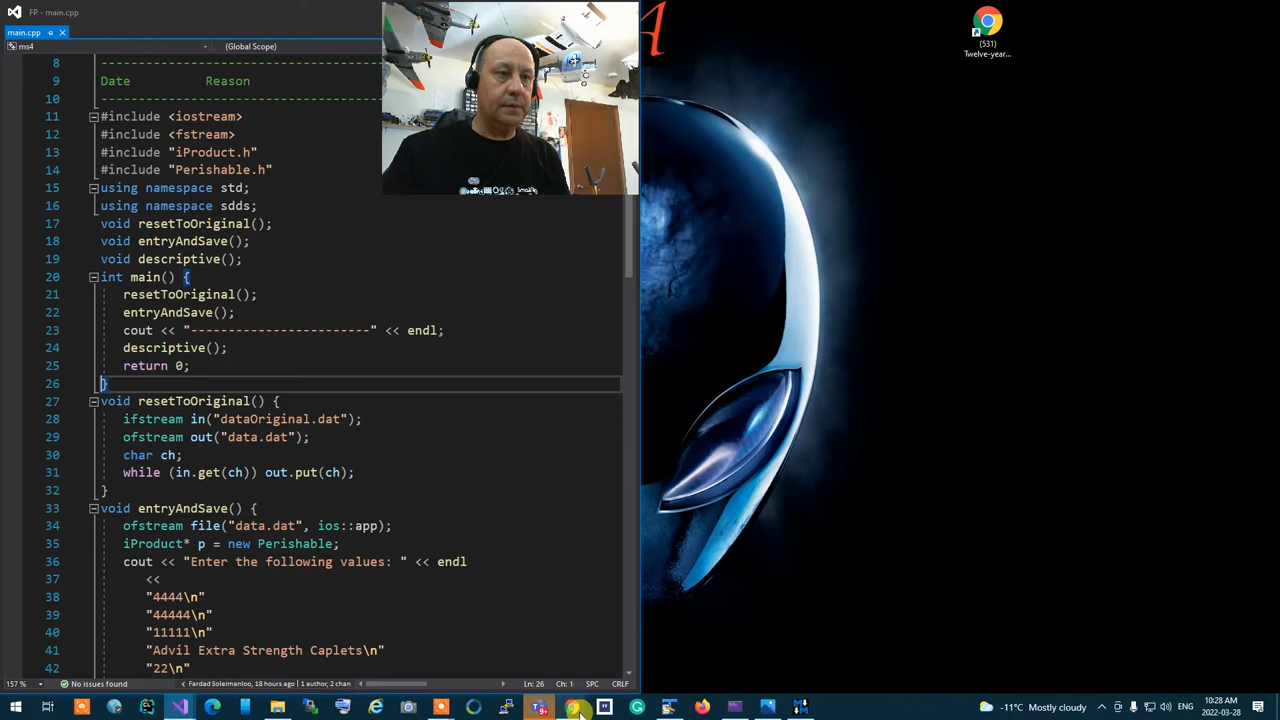 FP - main.cpp
main.cpp
ms4
(Global Scope)
8 ------------------------------------------------
9 Date Reason
10 ------------------------------------------------
11 #include <iostream>
12 #include <fstream>
13 #include "iProduct.h"
14 #include "Perishable.h"
15 using namespace std;
16 using namespace sdds;
17 void resetToOriginal();
18 void entryAndSave();
19 void descriptive();
20 int main() {
21 resetToOriginal();
22 entryAndSave();
23 cout << "------------------------" << endl;
24 descriptive();
25 return 0;
26 }
27 void resetToOriginal() {
28 ifstream in("dataOriginal.dat");
29 ofstream out("data.dat");
30 char ch;
31 while (in.get(ch)) out.put(ch);
32 }
33 void entryAndSave() {
34 ofstream file("data.dat", ios::app);
35 iProduct* p = new Perishable;
36 cout << "Enter the following values: " << endl
37 <<
38 "4444\n"
39 "44444\n"
40 "11111\n"
41 "Advil Extra Strength Caplets\n"
42 "22\n"
157 %
No issues found
Fardad Soleimanloo, 18 hours ago | 1 author, 2 chan
Ln: 26 Ch: 1 SPC CRLF
A
(531)
Twelve-year...
9+
-11°C Mostly cloudy
10:28 AM
2022-03-28